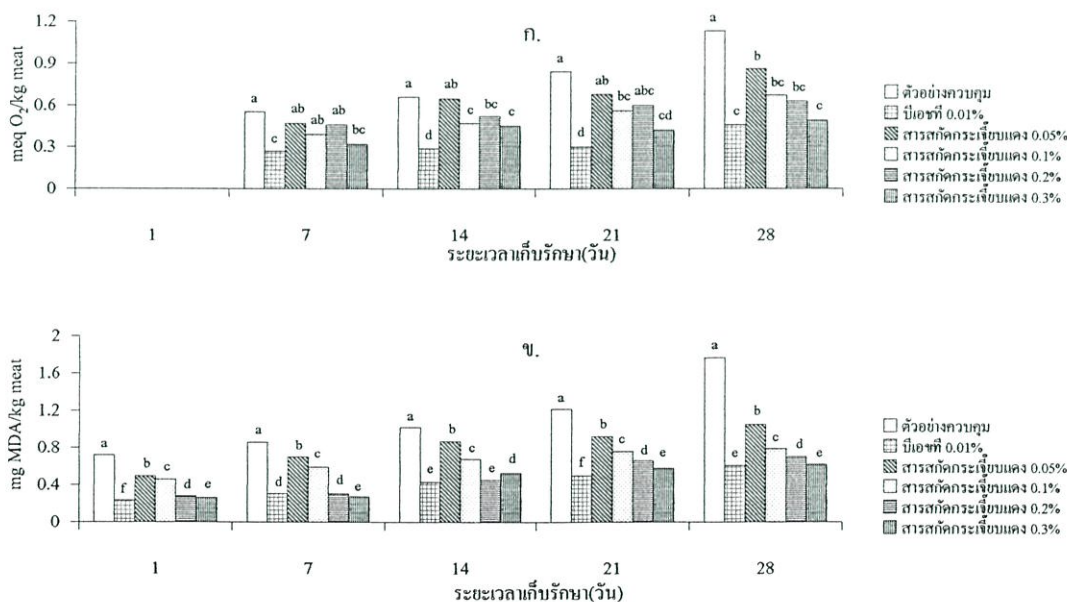 ก.
meq O2/kg meat
1.2
0.9
0.6
0.3
0
a
c
ab
ab
ab
bc
a
d
ab
c
bc
c
a
d
ab
bc
abc
cd
a
c
b
bc
bc
c
1
7
14
21
28
ระยะเวลาเก็บรักษา(วัน)
ตัวอย่างควบคุม
บีเอชที 0.01%
สารสกัดกระเจี๊ยบแดง 0.05%
สารสกัดกระเจี๊ยบแดง 0.1%
สารสกัดกระเจี๊ยบแดง 0.2%
สารสกัดกระเจี๊ยบแดง 0.3%
ข.
mg MDA/kg meat
2
1.6
1.2
0.8
0.4
0
a
f
b
c
d
e
a
d
b
c
d
e
a
e
b
c
e
d
a
f
b
c
d
e
a
e
b
c
d
e
1
7
14
21
28
ระยะเวลาเก็บรักษา(วัน)
ตัวอย่างควบคุม
บีเอชที 0.01%
สารสกัดกระเจี๊ยบแดง 0.05%
สารสกัดกระเจี๊ยบแดง 0.1%
สารสกัดกระเจี๊ยบแดง 0.2%
สารสกัดกระเจี๊ยบแดง 0.3%